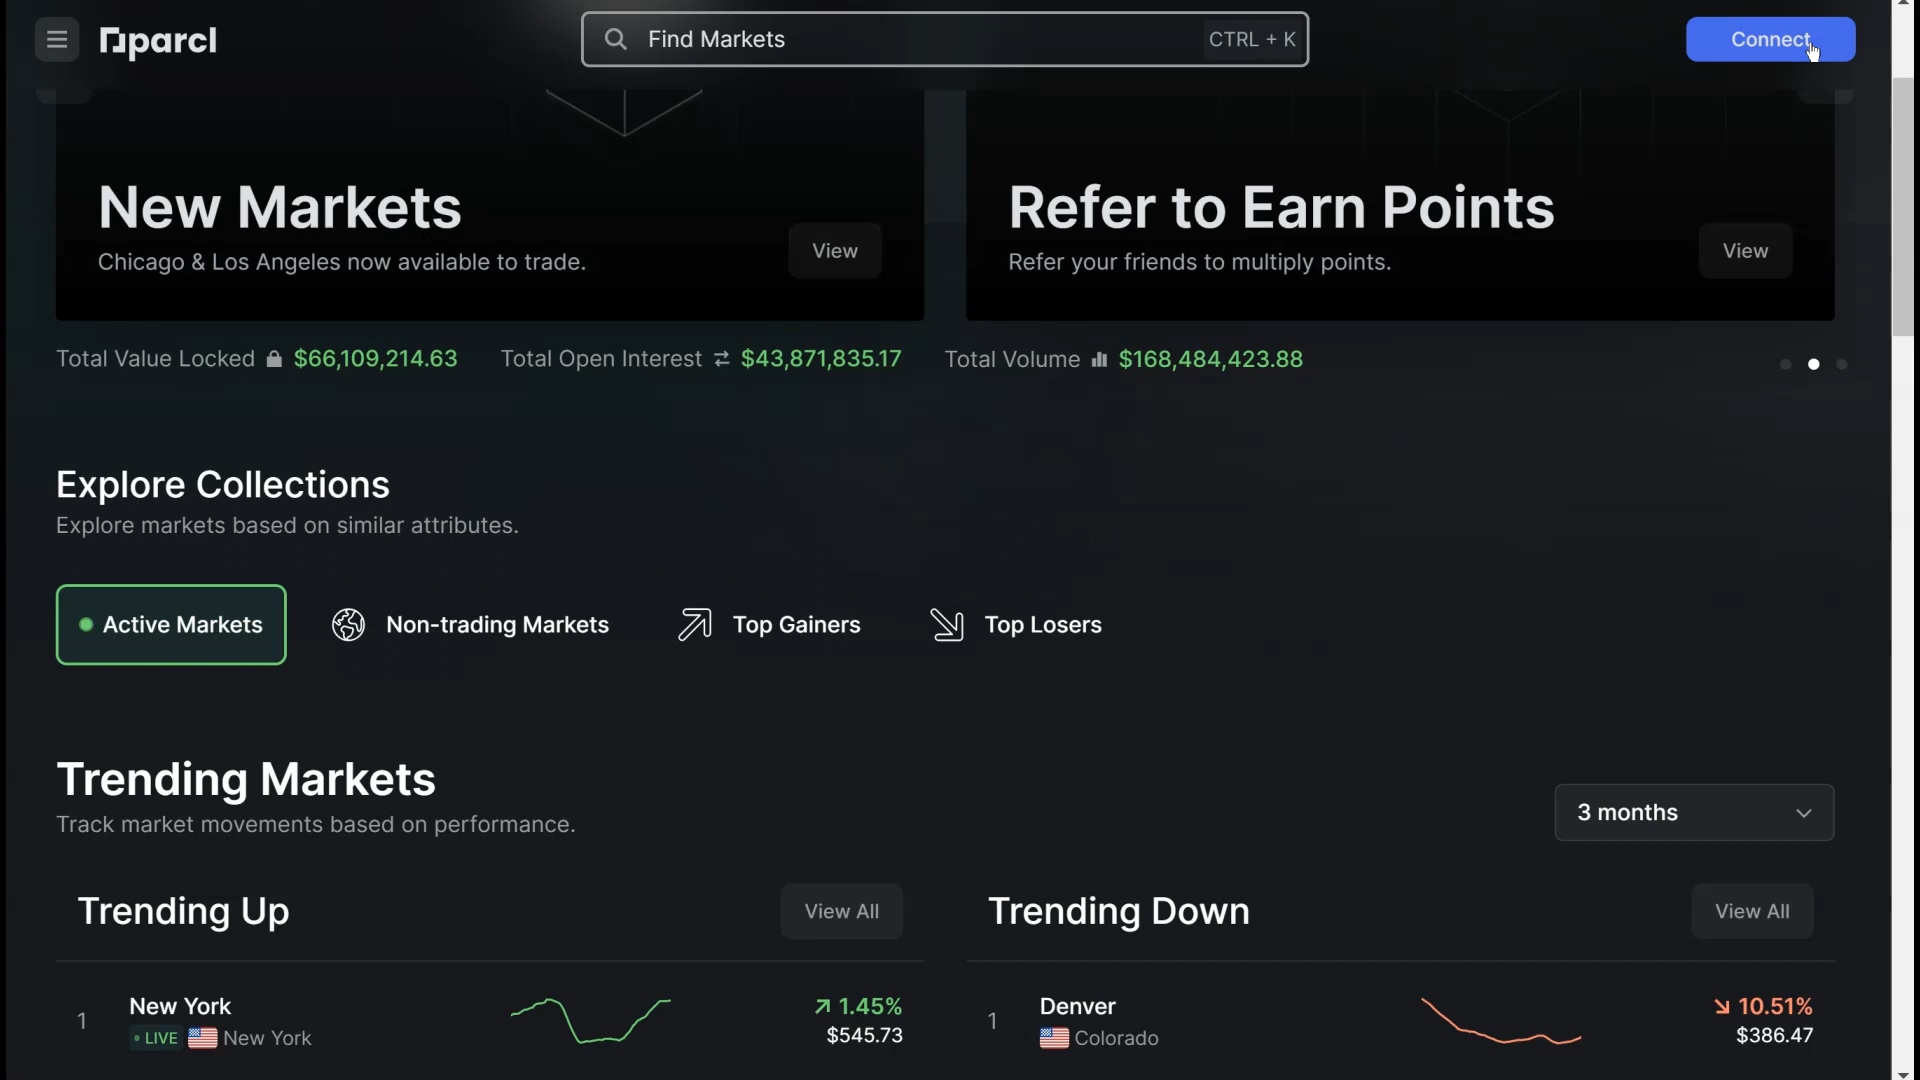 parcl
Find Markets
CTRL + K
Connect
New Markets
Chicago & Los Angeles now available to trade.
View
Refer to Earn Points
Refer your friends to multiply points.
View
Total Value Locked $66,109,214.63
Total Open Interest $43,871,835.17
Total Volume $168,484,423.88
Explore Collections
Explore markets based on similar attributes.
Active Markets
Non-trading Markets
Top Gainers
Top Losers
Trending Markets
Track market movements based on performance.
3 months
Trending Up
View All
1
New York
LIVE
New York
1.45%
$545.73
Trending Down
View All
1
Denver
Colorado
10.51%
$386.47